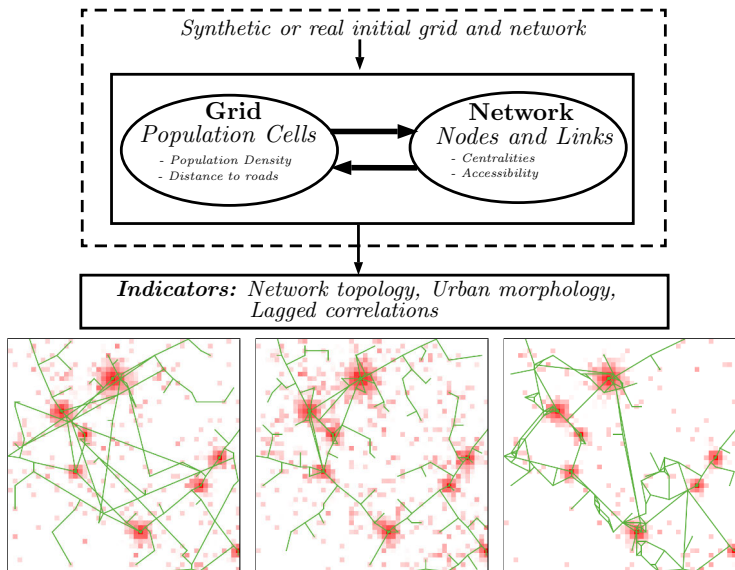 Synthetic or real initial grid and network
Grid
Population Cells
- Population Density
- Distance to roads
Network
Nodes and Links
- Centralities
- Accessibility
Indicators: Network topology, Urban morphology,
Lagged correlations